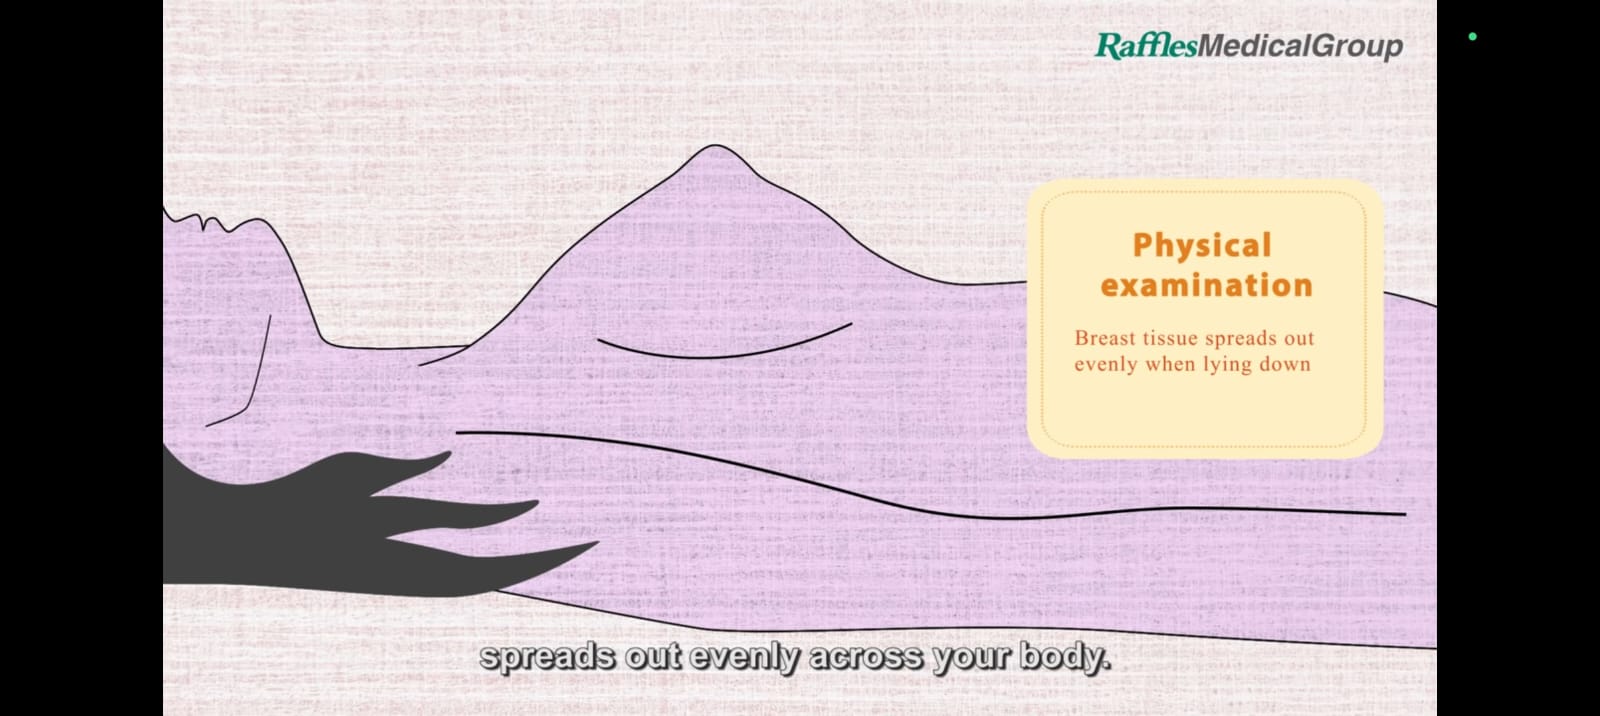 RafflesMedicalGroup
Physical
examination
Breast tissue spreads out
evenly when lying down
spreads out evenly across your body.